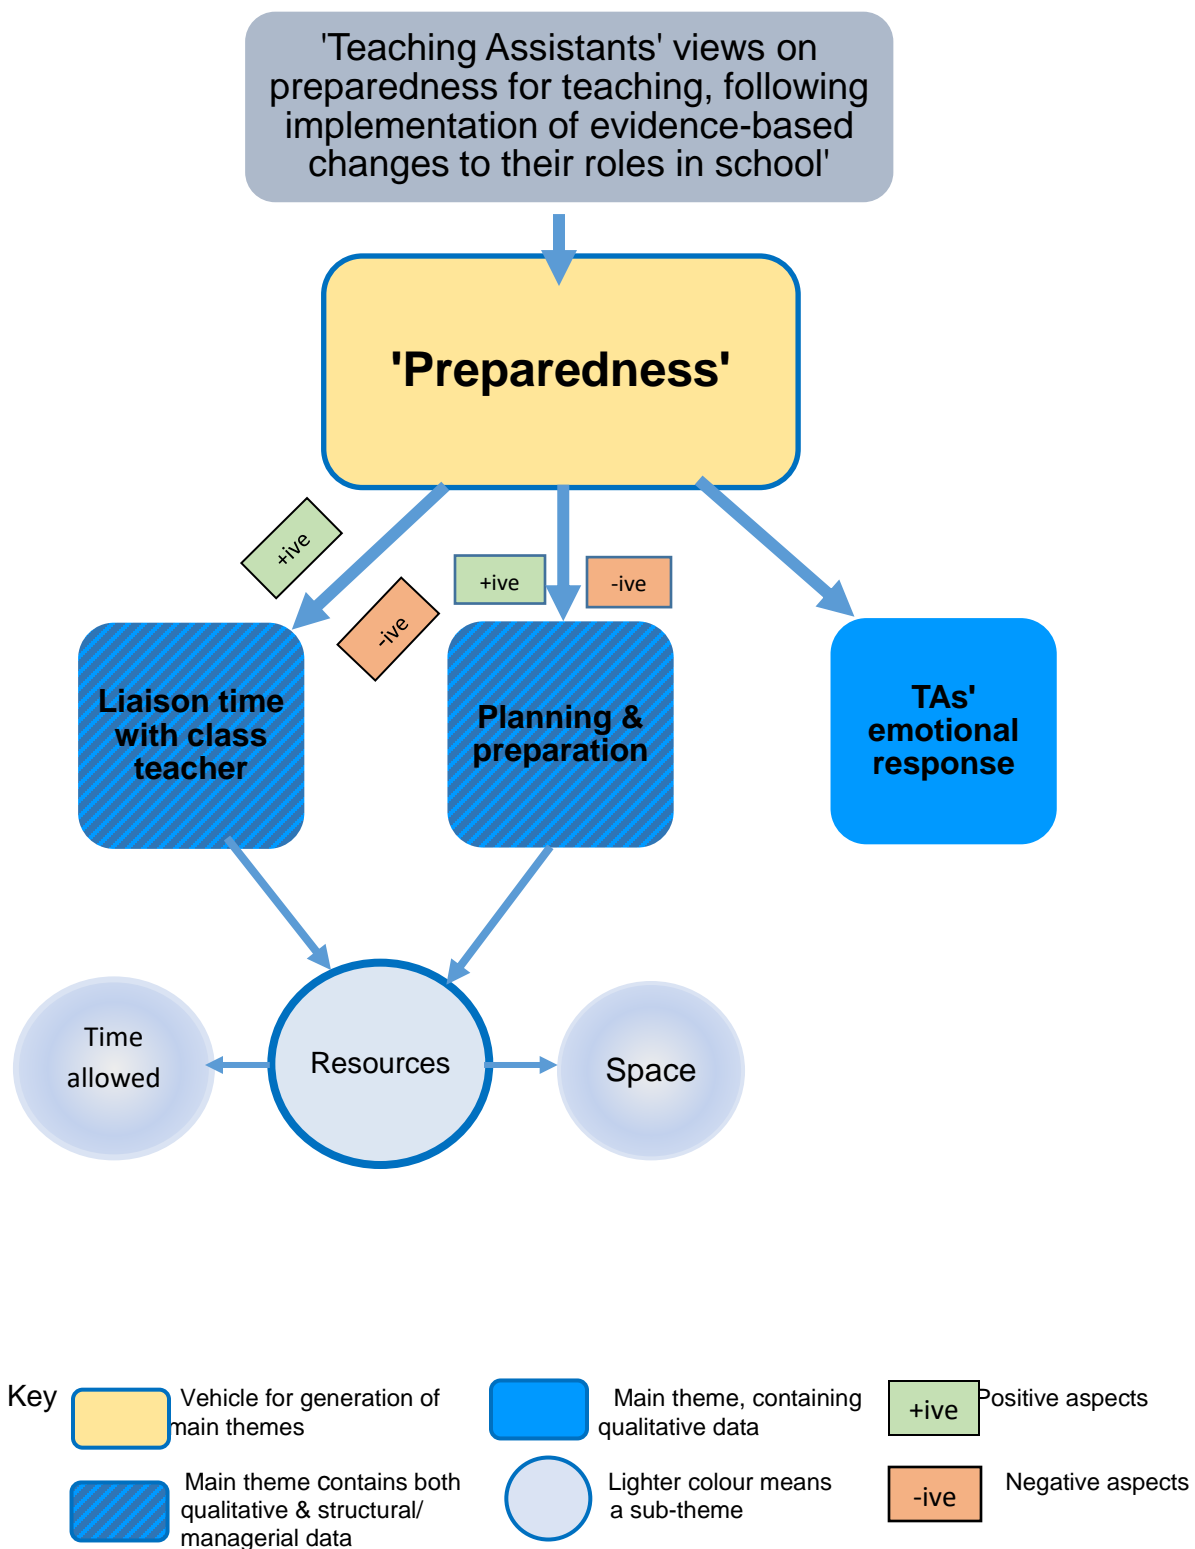 'Teaching Assistants' views on
preparedness for teaching, following
implementation of evidence-based
changes to their roles in school'
'Preparedness'
+ive
-ive
+ive
-ive
Liaison time
with class
teacher
Planning &
preparation
TAs'
emotional
response
Time
allowed
Resources
Space
Key
Vehicle for generation of
main themes
Main theme, containing
qualitative data
+ive
Positive aspects
Main theme contains both
qualitative & structural/
managerial data
Lighter colour means
a sub-theme
-ive
Negative aspects